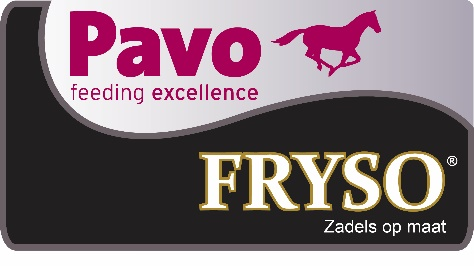 Pavo
feeding excellence
FRYSO®
Zadels op maat